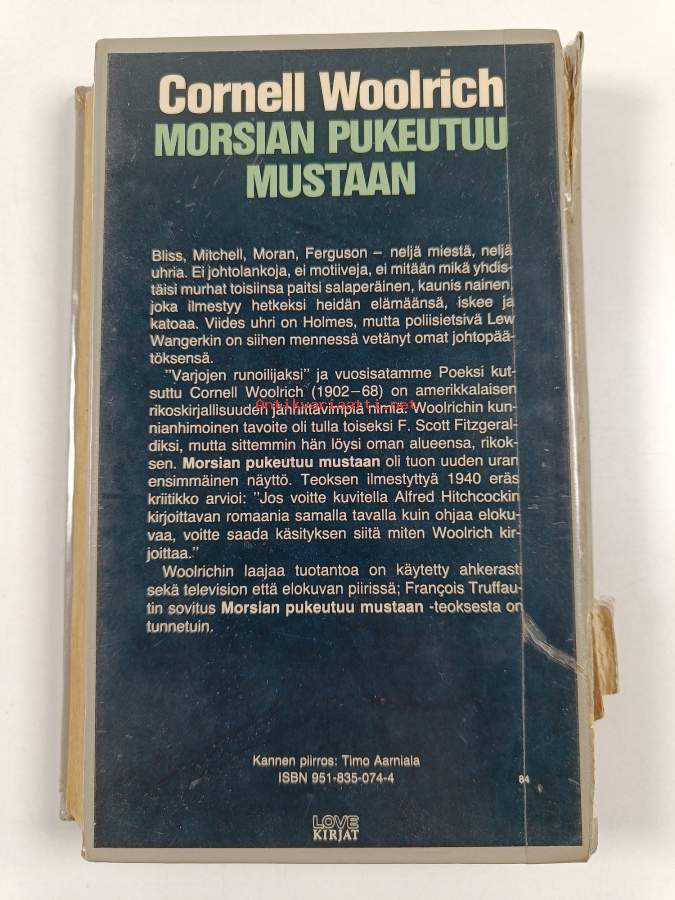 Cornell Woolrich
MORSIAN PUKEUTUU
MUSTAAN
Bliss, Mitchell, Moran, Ferguson – neljä miestä, neljä
uhria. Ei johtolankoja, ei motiiveja, ei mitään mikä yhdis-
täisi murhat toisiinsa paitsi salaperäinen, kaunis nainen,
joka ilmestyy hetkeksi heidän elämäänsä, iskee ja
katoaa. Viides uhri on Holmes, mutta poliisietsivä Lew
Wangerkin on siihen mennessä vetänyt omat johtopää-
töksensä.
"Varjojen runoilijaksi" ja vuosisatamme Poeksi kut-
suttu Cornell Woolrich (1902–68) on amerikkalaisen
Antikvariaatti.net
rikoskirjallisuuden jännittävimpiä nimiä. Woolrichin kun-
nianhimoinen tavoite oli tulla toiseksi F. Scott Fitzgeral-
diksi, mutta sittemmin hän löysi oman alueensa, rikok-
sen. Morsian pukeutuu mustaan oli tuon uuden uran
ensimmäinen näyttö. Teoksen ilmestyttyä 1940 eräs
kriitikko arvioi: "Jos voitte kuvitella Alfred Hitchcockin
kirjoittavan romaania samalla tavalla kuin ohjaa eloku-
vaa, voitte saada käsityksen siitä miten Woolrich kir-
joittaa."
Woolrichin laajaa tuotantoa on käytetty ahkerasti
sekä television että elokuvan piirissä; François Truffau-
tin sovitus Morsian pukeutuu mustaan -teoksesta on
tunnetuin.
Kannen piirros: Timo Aarniala
ISBN 951-835-074-4
84
LOVE
KIRJAT